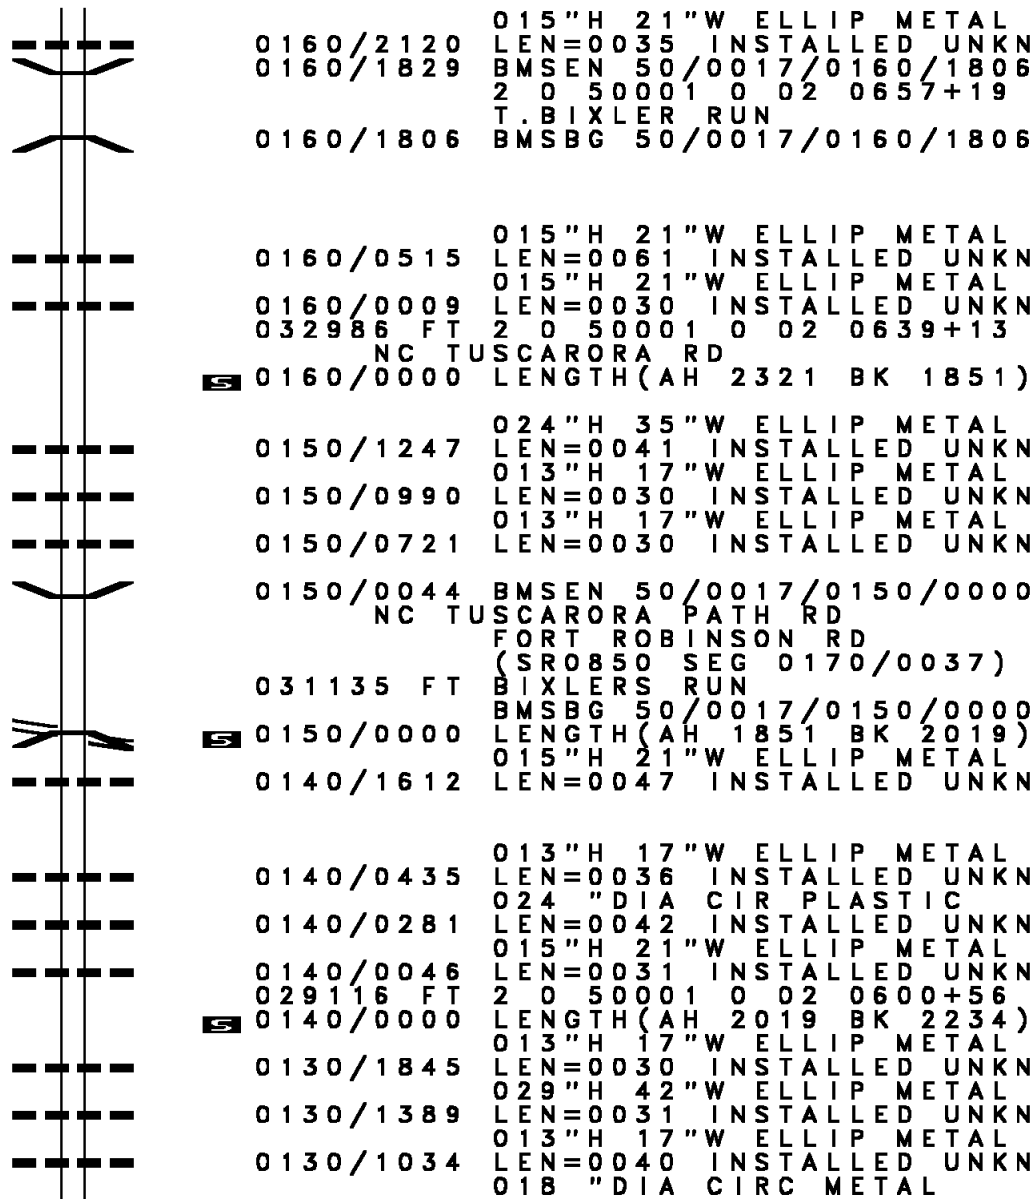 015"H 21"W ELLIP METAL
0160/2120 LEN=0035 INSTALLED UNKN
0160/1829 BMSEN 50/0017/0160/1806
2 0 50001 0 02 0657+19
T.BIXLER RUN
0160/1806 BMSBG 50/0017/0160/1806
015"H 21"W ELLIP METAL
0160/0515 LEN=0061 INSTALLED UNKN
015"H 21"W ELLIP METAL
0160/0009 LEN=0030 INSTALLED UNKN
032986 FT 2 0 50001 0 02 0639+13
NC TUSCARORA RD
S 0160/0000 LENGTH(AH 2321 BK 1851)
024"H 35"W ELLIP METAL
0150/1247 LEN=0041 INSTALLED UNKN
013"H 17"W ELLIP METAL
0150/0990 LEN=0030 INSTALLED UNKN
013"H 17"W ELLIP METAL
0150/0721 LEN=0030 INSTALLED UNKN
0150/0044 BMSEN 50/0017/0150/0000
NC TUSCARORA PATH RD
FORT ROBINSON RD
(SR0850 SEG 0170/0037)
031135 FT BIXLERS RUN
BMSBG 50/0017/0150/0000
S 0150/0000 LENGTH(AH 1851 BK 2019)
015"H 21"W ELLIP METAL
0140/1612 LEN=0047 INSTALLED UNKN
013"H 17"W ELLIP METAL
0140/0435 LEN=0036 INSTALLED UNKN
024 "DIA CIR PLASTIC
0140/0281 LEN=0042 INSTALLED UNKN
015"H 21"W ELLIP METAL
0140/0046 LEN=0031 INSTALLED UNKN
029116 FT 2 0 50001 0 02 0600+56
S 0140/0000 LENGTH(AH 2019 BK 2234)
013"H 17"W ELLIP METAL
0130/1845 LEN=0030 INSTALLED UNKN
029"H 42"W ELLIP METAL
0130/1389 LEN=0031 INSTALLED UNKN
013"H 17"W ELLIP METAL
0130/1034 LEN=0040 INSTALLED UNKN
018 "DIA CIRC METAL